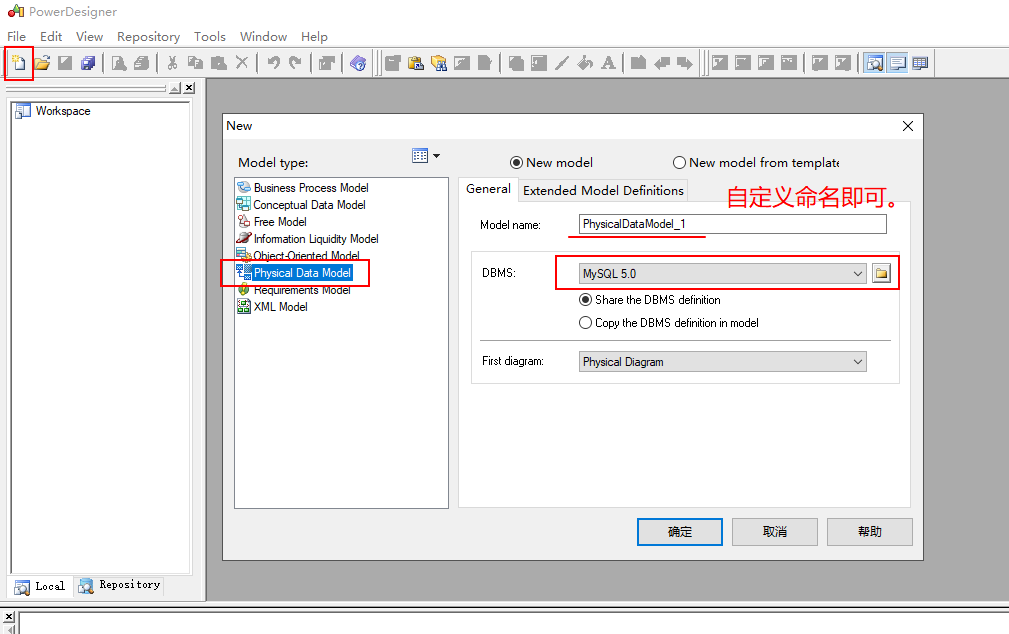 PowerDesigner
File Edit View Repository Tools Window Help
Workspace
New
Model type:
New model
New model from template
Business Process Model
Conceptual Data Model
Free Model
Information Liquidity Model
Object-Oriented Model
Physical Data Model
Requirements Model
XML Model
General
Extended Model Definitions
自定义命名即可。
Model name:
PhysicalDataModel_1
DBMS:
MySQL 5.0
Share the DBMS definition
Copy the DBMS definition in model
First diagram:
Physical Diagram
确定
取消
帮助
Local
Repository